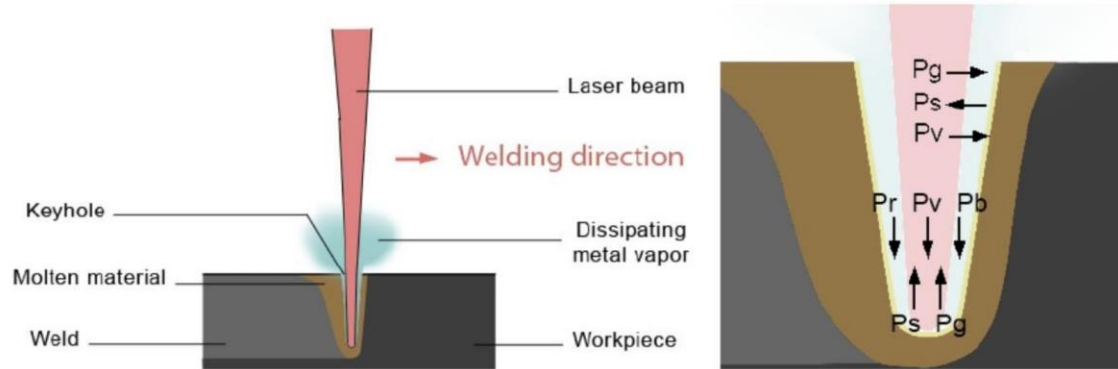 Laser beam
Welding direction
Keyhole
Dissipating
metal vapor
Molten material
Weld
Workpiece
Pg
Ps
Pv
Pr Pv Pb
Ps Pg